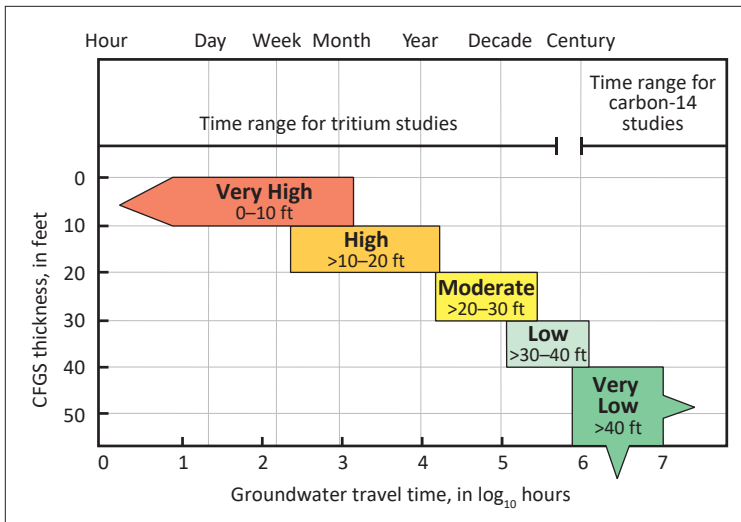 Hour Day Week Month Year Decade Century
Time range for tritium studies
Time range for
carbon-14
studies
CFGS thickness, in feet
0
10
20
30
40
50
Very High
0–10 ft
High
>10–20 ft
Moderate
>20–30 ft
Low
>30–40 ft
Very
Low
>40 ft
0 1 2 3 4 5 6 7
Groundwater travel time, in log₁₀ hours